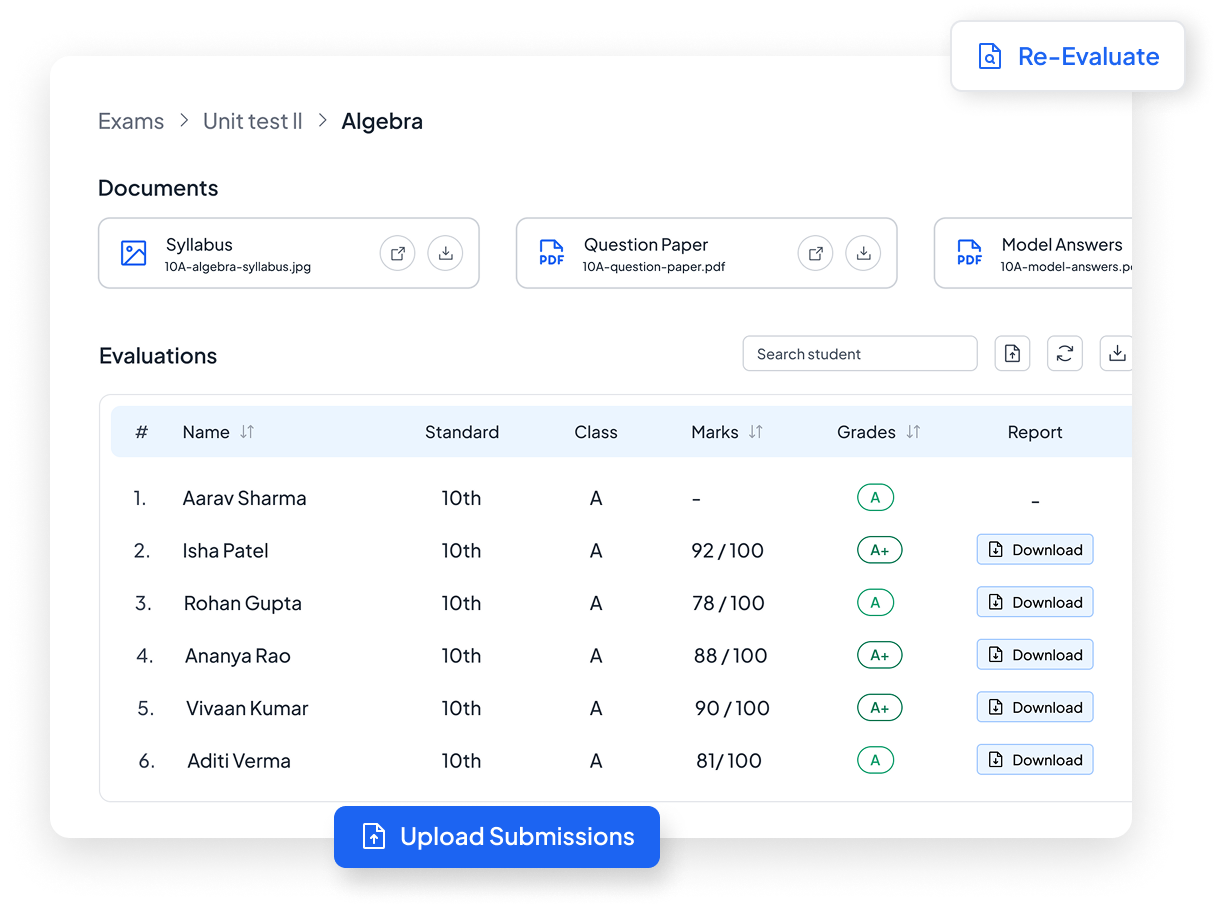 Re-Evaluate
Exams > Unit test II > Algebra
Documents
Syllabus
10A-algebra-syllabus.jpg
PDF
Question Paper
10A-question-paper.pdf
PDF
Model Answers
10A-model-answers.p
Evaluations
Search student
# Name Standard Class Marks Grades Report
1. Aarav Sharma 10th A - A -
2. Isha Patel 10th A 92 / 100 A+ Download
3. Rohan Gupta 10th A 78 / 100 A Download
4. Ananya Rao 10th A 88 / 100 A+ Download
5. Vivaan Kumar 10th A 90 / 100 A+ Download
6. Aditi Verma 10th A 81/ 100 A Download
Upload Submissions